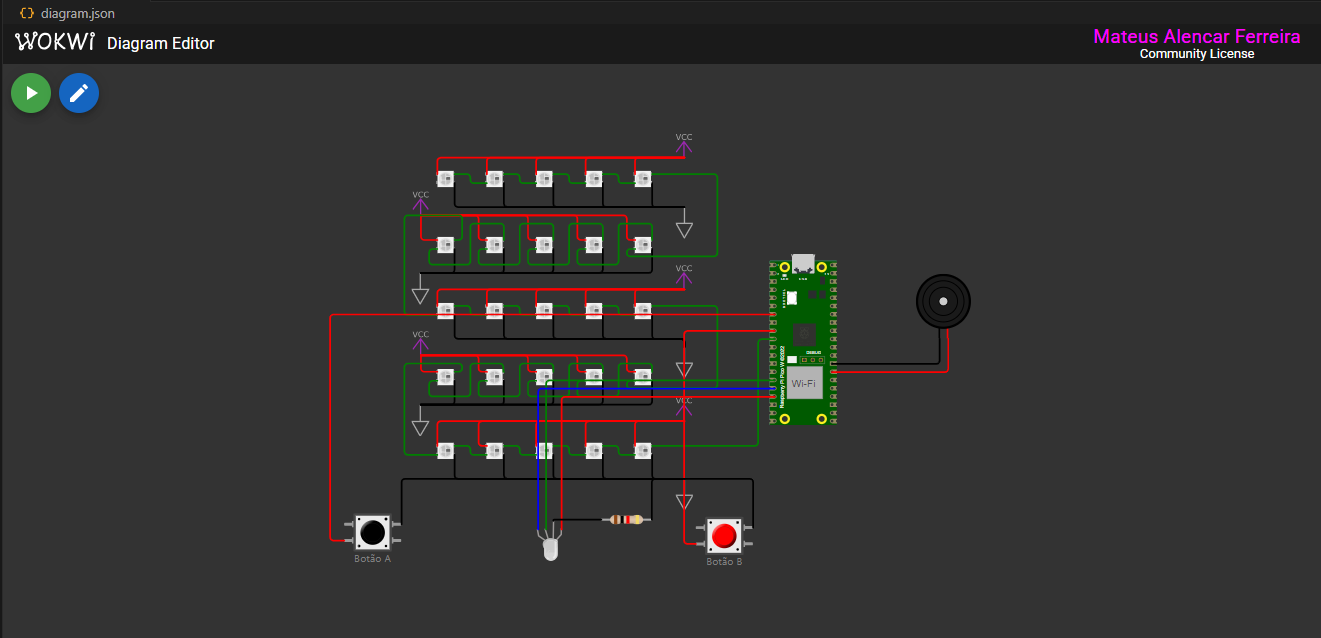 diagram.json
WOKWi Diagram Editor
Mateus Alencar Ferreira
Community License
VCC
VCC
VCC
VCC
VCC
DEBUG
Wi-Fi
Botão A
Botão B